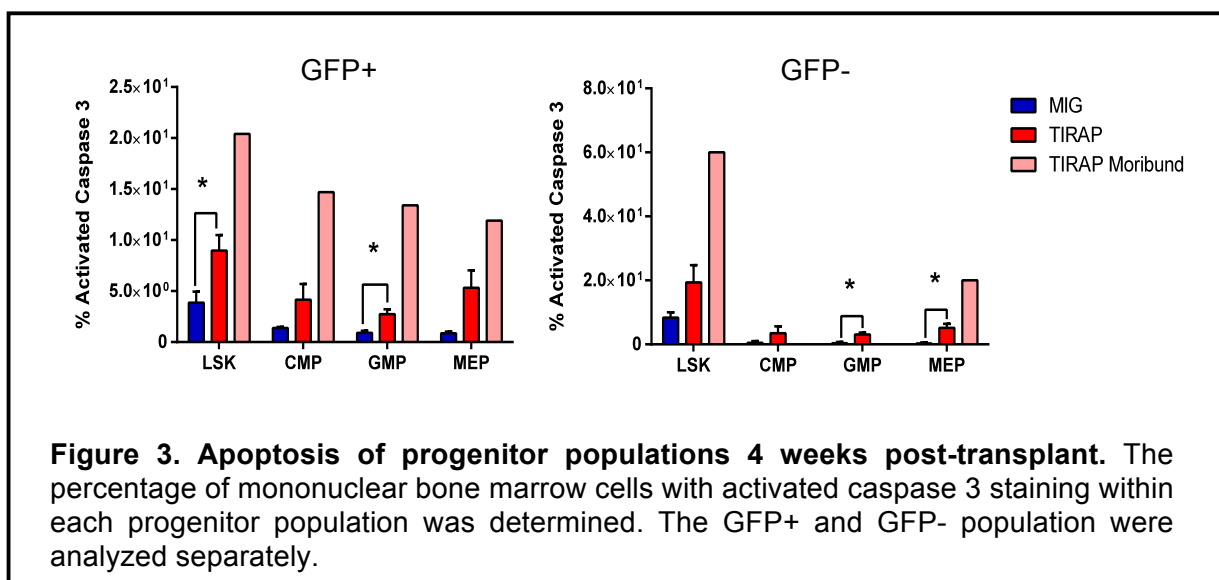 GFP+
GFP-
% Activated Caspase 3
2.5×10¹
2.0×10¹
1.5×10¹
1.0×10¹
5.0×10⁰
0
*
*
LSK
CMP
GMP
MEP
% Activated Caspase 3
8.0×10¹
6.0×10¹
4.0×10¹
2.0×10¹
0
*
*
LSK
CMP
GMP
MEP
MIG
TIRAP
TIRAP Moribund
Figure 3. Apoptosis of progenitor populations 4 weeks post-transplant. The
percentage of mononuclear bone marrow cells with activated caspase 3 staining within
each progenitor population was determined. The GFP+ and GFP- population were
analyzed separately.